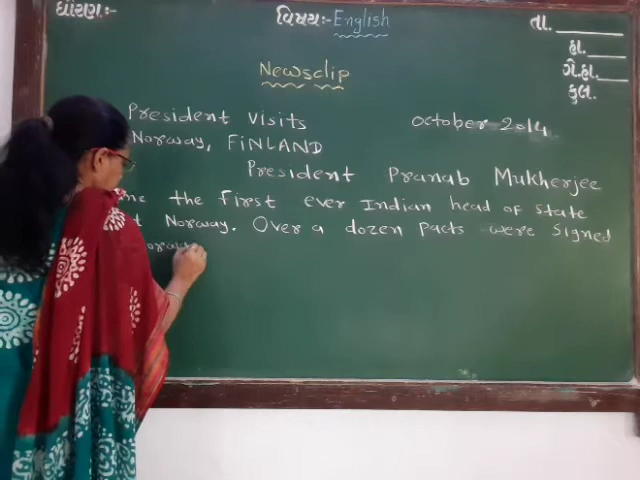 ધોરણ:-
વિષય:- English
તા.
હા.
ગે.હા.
કુલ.
Newsclip
President visits October 2014
Norway, FiNLAND
President Pranab Mukherjee
the first ever Indian head of state
Norway. Over a dozen pacts were signed